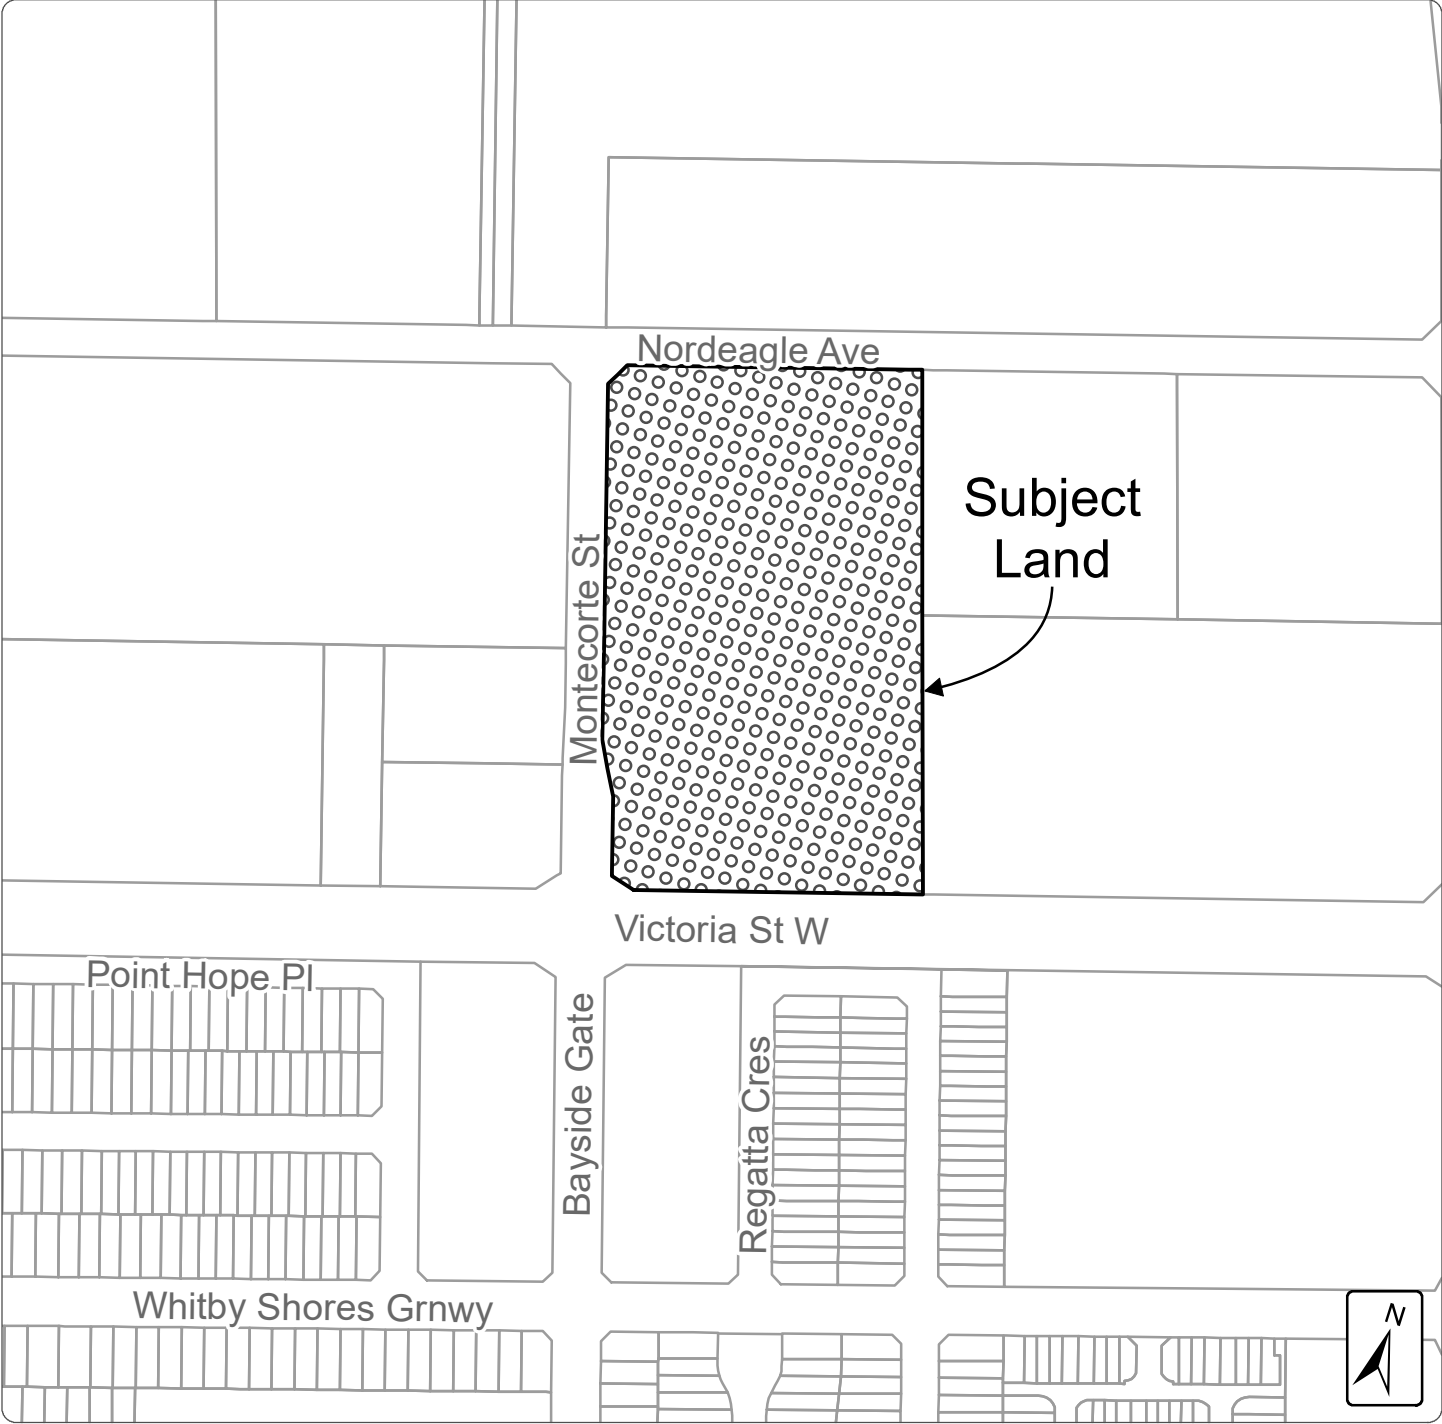 Nordeagle Ave
Subject
Land
Montecorte St
Victoria St W
Point Hope Pl
Bayside Gate
Regatta Cres
Whitby Shores Grnwy
N